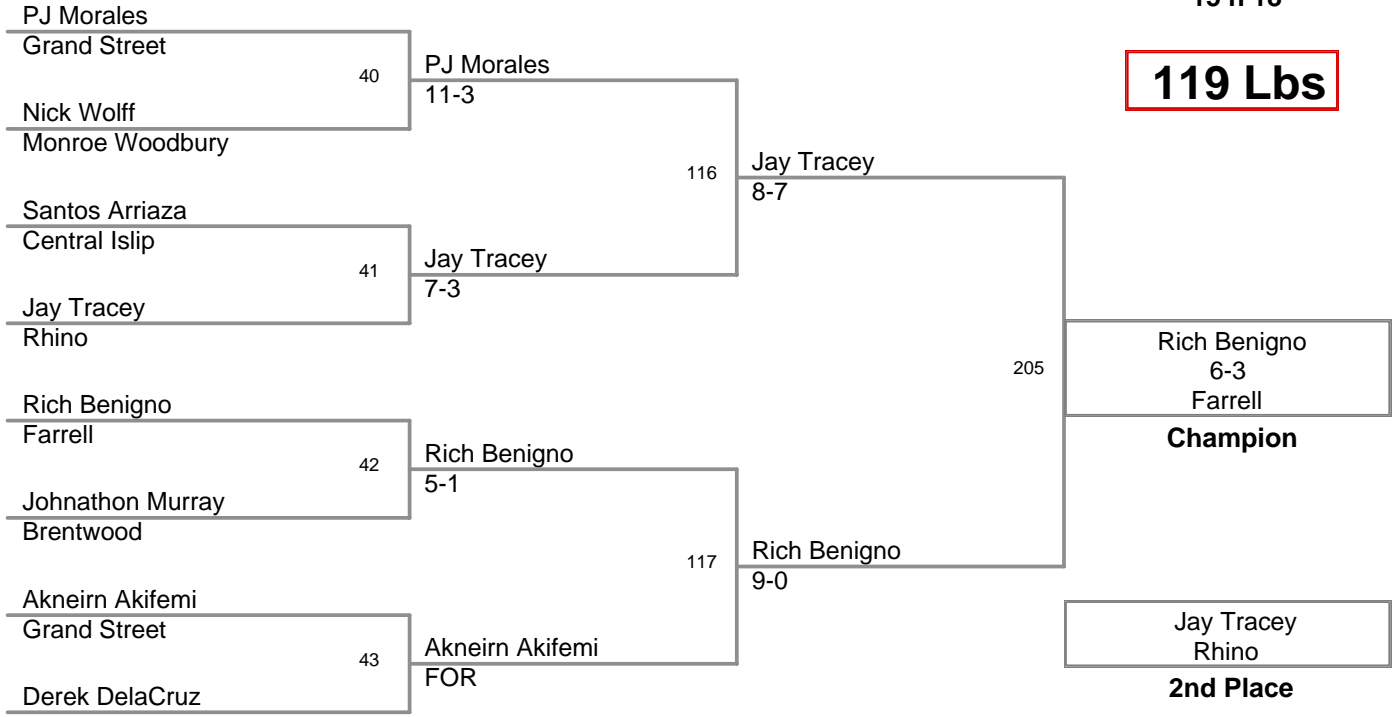 PJ Morales
Grand Street
40
Nick Wolff
Monroe Woodbury
Santos Arriaza
Central Islip
41
Jay Tracey
Rhino
Rich Benigno
Farrell
42
Johnathon Murray
Brentwood
Akneirn Akifemi
Grand Street
43
Derek DelaCruz
PJ Morales
11-3
116
Jay Tracey
7-3
Rich Benigno
5-1
117
Akneirn Akifemi
FOR
Jay Tracey
8-7
205
Rich Benigno
9-0
119 Lbs
Rich Benigno
6-3
Farrell
Champion
Jay Tracey
Rhino
2nd Place